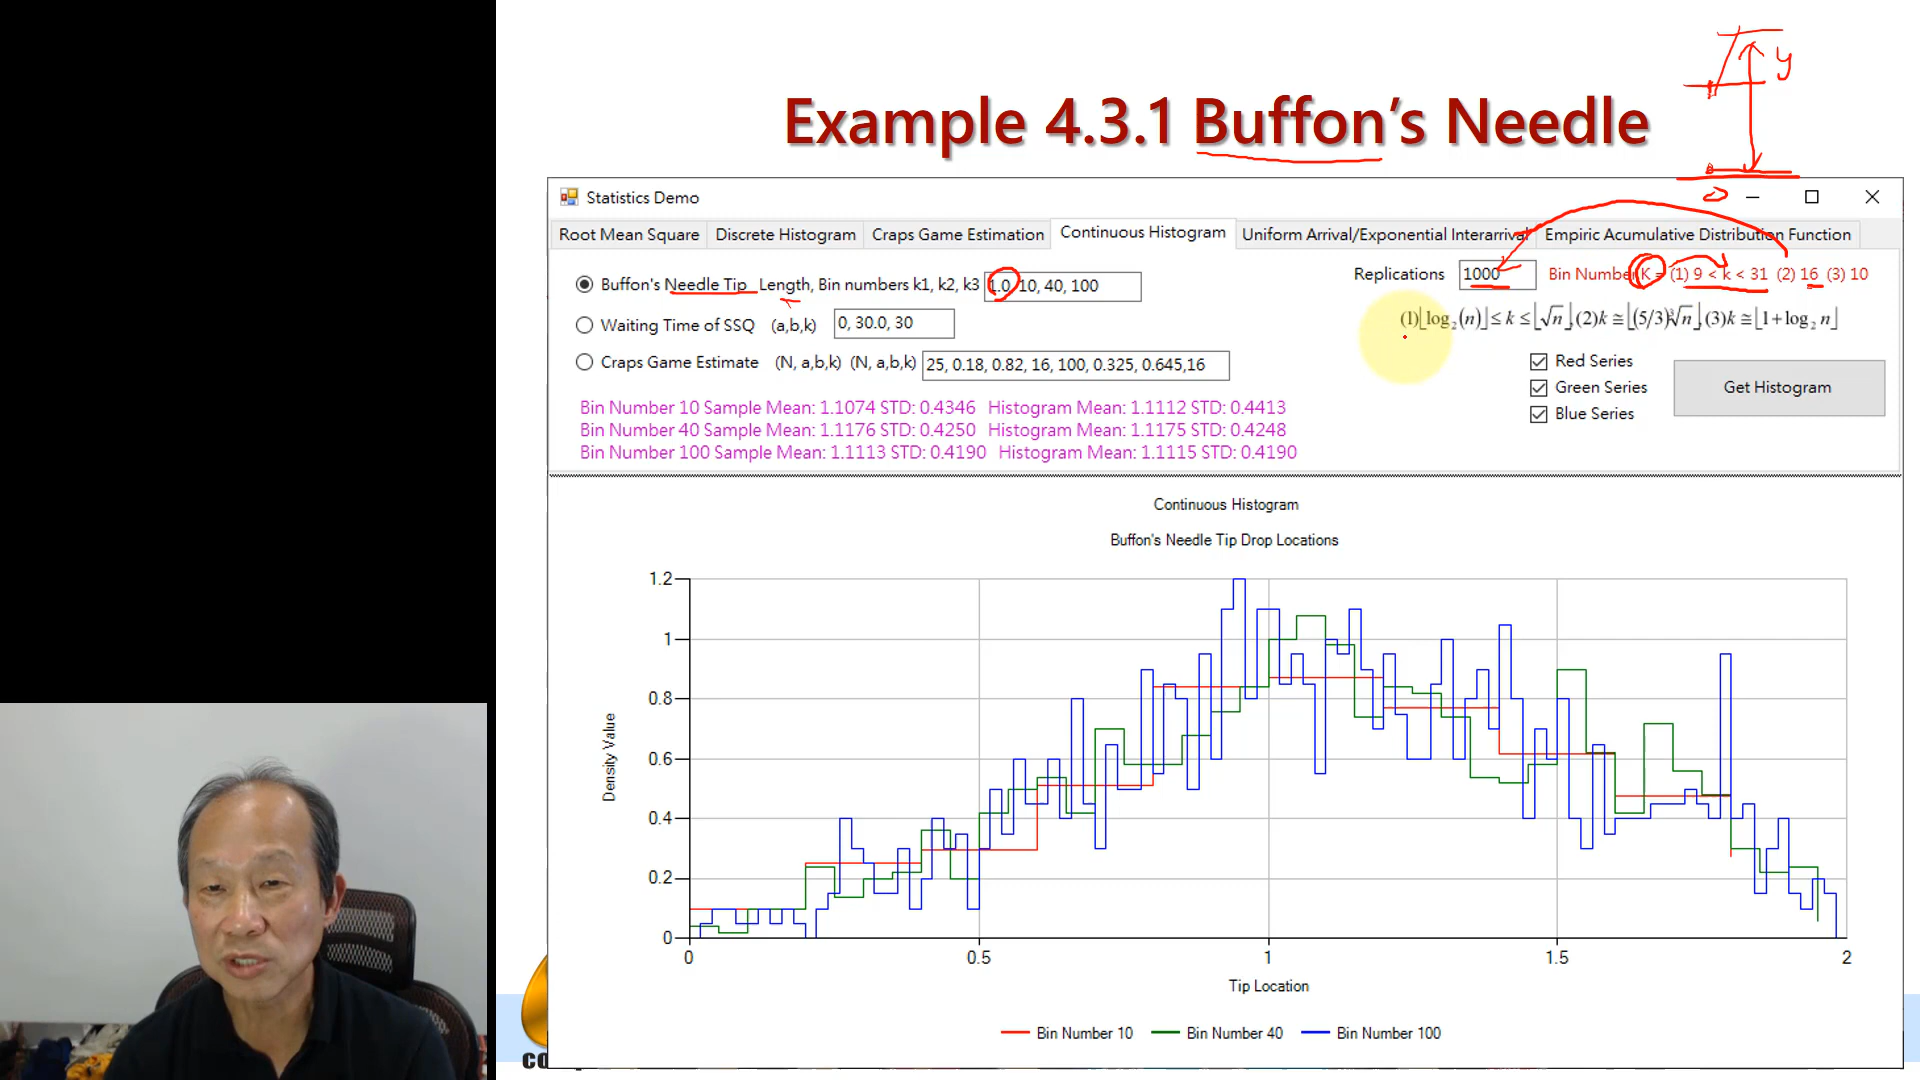 Example 4.3.1 Buffon's Needle
y
Statistics Demo
Root Mean Square Discrete Histogram Craps Game Estimation Continuous Histogram Uniform Arrival/Exponential Interarrival Empiric Acumulative Distribution Function
Buffon's Needle Tip Length, Bin numbers k1, k2, k3 1.0, 10, 40, 100
Replications 1000 Bin Number K = (1) 9 < k < 31 (2) 16 (3) 10
Waiting Time of SSQ (a,b,k) 0, 30.0, 30
(1)⌊log₂(n)⌋ ≤ k ≤ ⌊√n⌋,(2)k ≅ ⌊(5/3)∛n⌋,(3)k ≅ ⌊1+log₂ n⌋
Craps Game Estimate (N, a,b,k) (N, a,b,k) 25, 0.18, 0.82, 16, 100, 0.325, 0.645,16
Red Series
Green Series
Blue Series
Get Histogram
Bin Number 10 Sample Mean: 1.1074 STD: 0.4346 Histogram Mean: 1.1112 STD: 0.4413
Bin Number 40 Sample Mean: 1.1176 STD: 0.4250 Histogram Mean: 1.1175 STD: 0.4248
Bin Number 100 Sample Mean: 1.1113 STD: 0.4190 Histogram Mean: 1.1115 STD: 0.4190
Continuous Histogram
Buffon's Needle Tip Drop Locations
1.2
1
0.8
0.6
0.4
0.2
0
Density Value
0 0.5 1 1.5 2
Tip Location
Bin Number 10 Bin Number 40 Bin Number 100